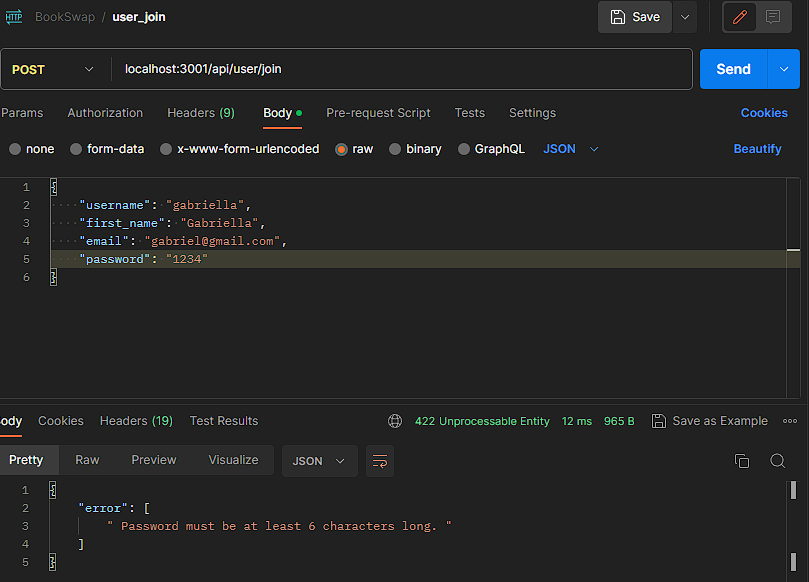 HTTP BookSwap / user_join Save
POST localhost:3001/api/user/join Send
Params Authorization Headers (9) Body Pre-request Script Tests Settings Cookies
none form-data x-www-form-urlencoded raw binary GraphQL JSON Beautify
1 {
2 "username": "gabriella",
3 "first_name": "Gabriella",
4 "email": "gabriel@gmail.com",
5 "password": "1234"
6 }
ody Cookies Headers (19) Test Results 422 Unprocessable Entity 12 ms 965 B Save as Example
Pretty Raw Preview Visualize JSON
1 {
2 "error": [
3 " Password must be at least 6 characters long. "
4 ]
5 }